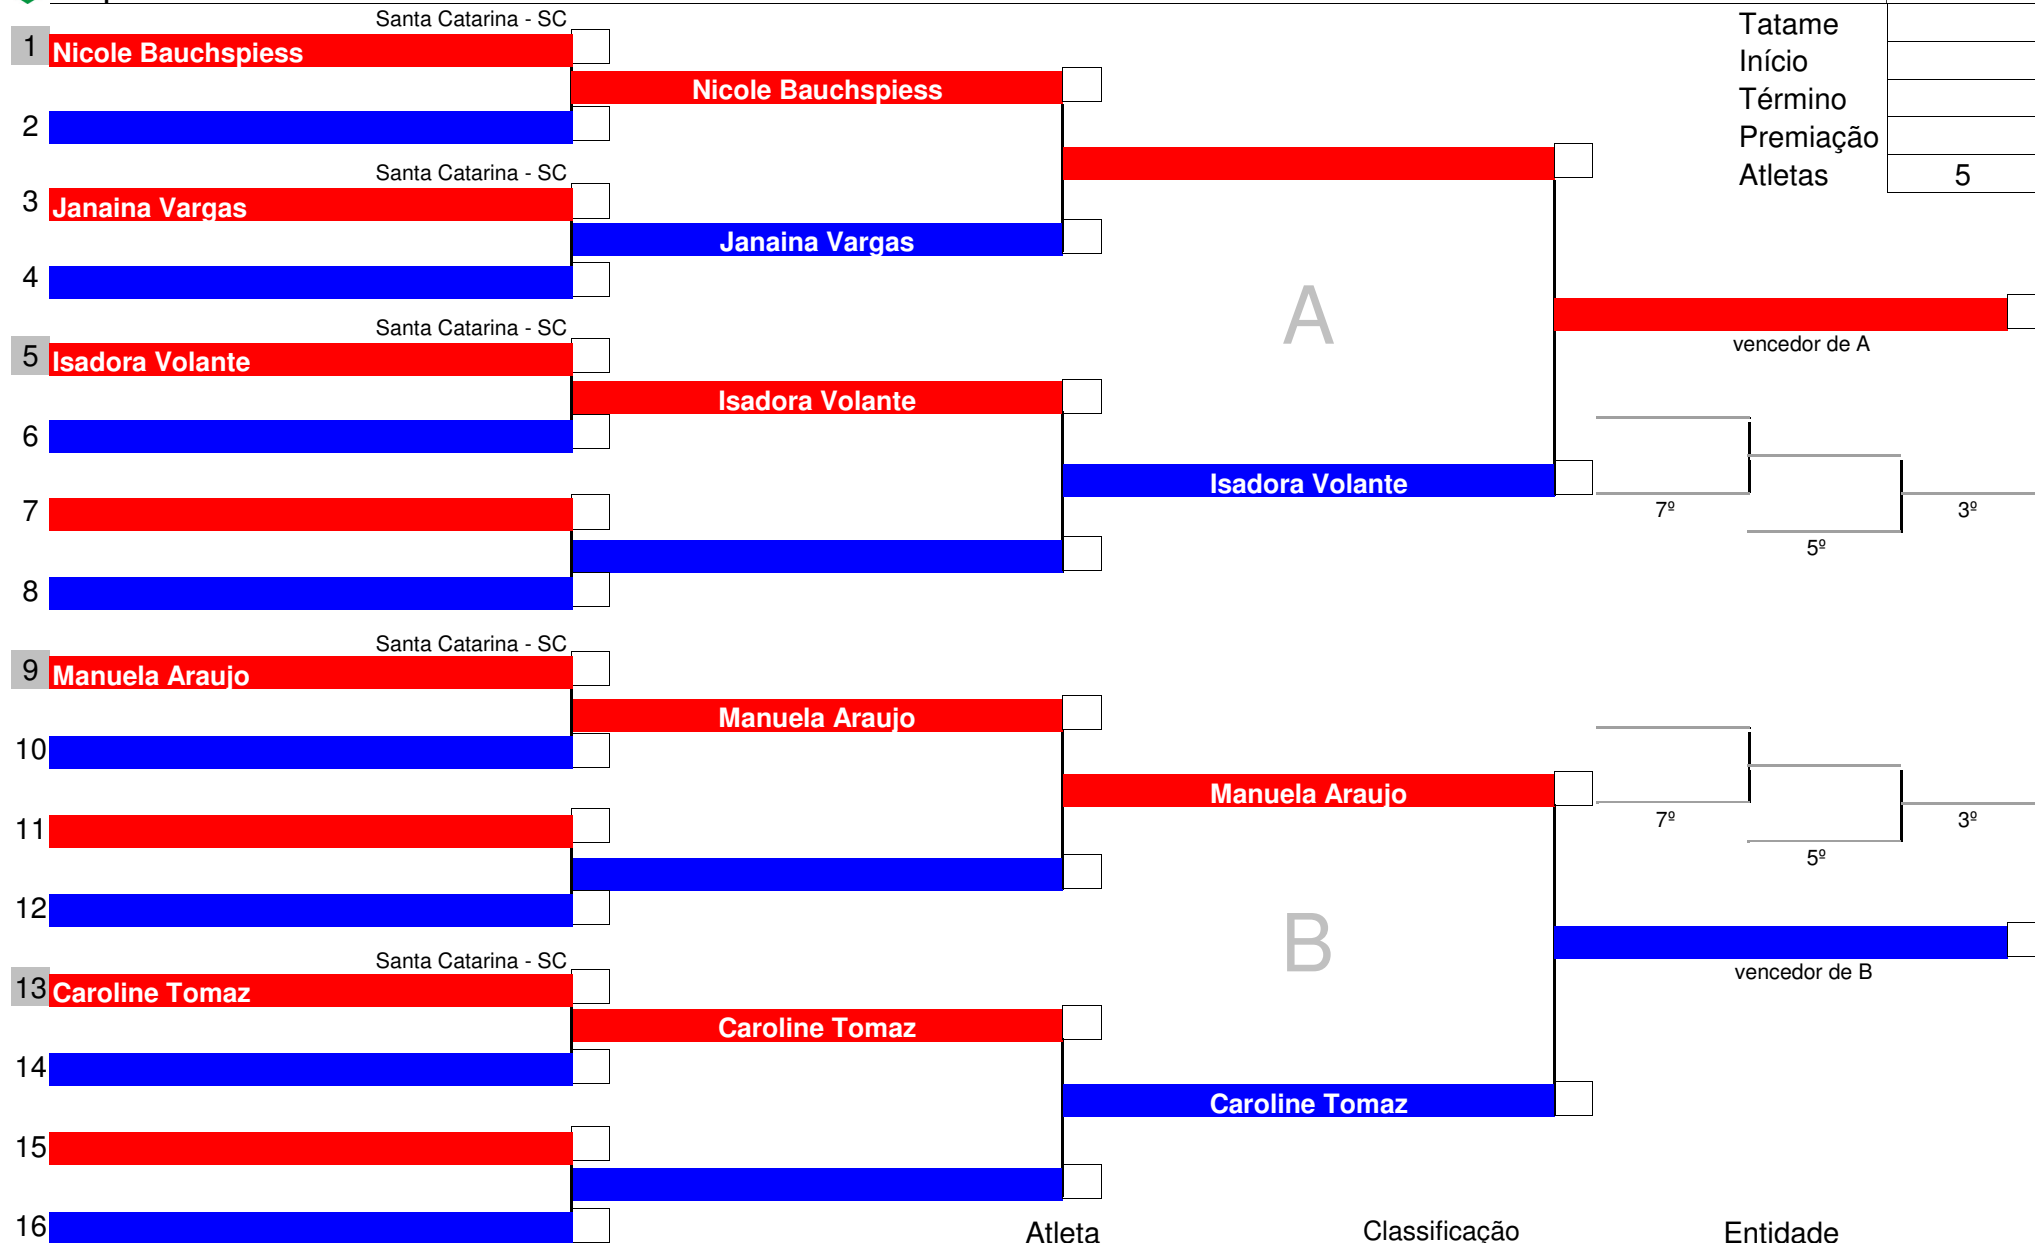 Santa Catarina - SC
Tatame
1 Nicole Bauchspiess
Início
Nicole Bauchspiess
Término
2
Premiação
Santa Catarina - SC
Atletas 5
3 Janaina Vargas
Janaina Vargas
4
A
Santa Catarina - SC
vencedor de A
5 Isadora Volante
Isadora Volante
6
Isadora Volante
7
7º 3º
5º
8
Santa Catarina - SC
9 Manuela Araujo
Manuela Araujo
10
Manuela Araujo
11
7º 3º
5º
12
B
Santa Catarina - SC
vencedor de B
13 Caroline Tomaz
Caroline Tomaz
14
Caroline Tomaz
15
16
Atleta Classificação Entidade